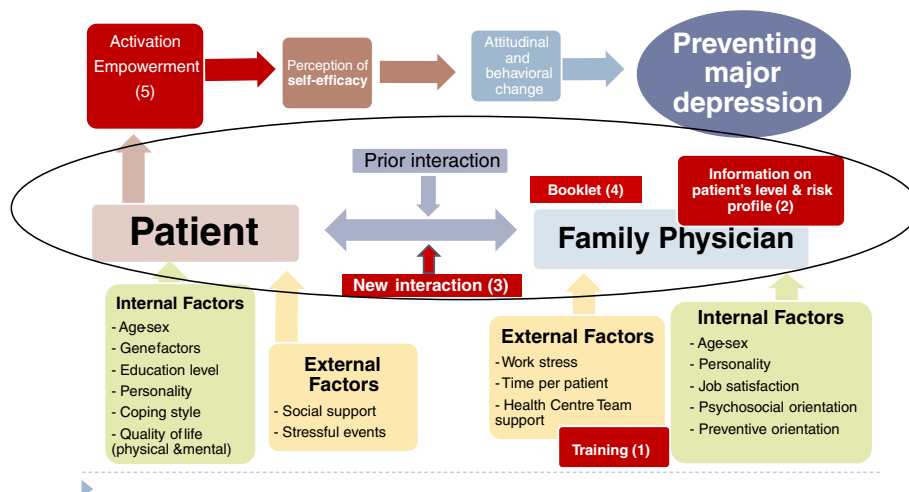 Activation
Empowerment
(5)
Perception of
self-efficacy
Attitudinal
and
behavioral
change
Preventing
major
depression
Prior interaction
Booklet (4)
Information on
patient's level & risk
profile (2)
Patient
Family Physician
New interaction (3)
Internal Factors
- Age-sex
- Genefactors
- Education level
- Personality
- Coping style
- Quality of life
(physical &mental)
External
Factors
- Social support
- Stressful events
External Factors
- Work stress
- Time per patient
- Health Centre Team
support
Training (1)
Internal Factors
- Age-sex
- Personality
- Job satisfaction
- Psychosocial orientation
- Preventive orientation